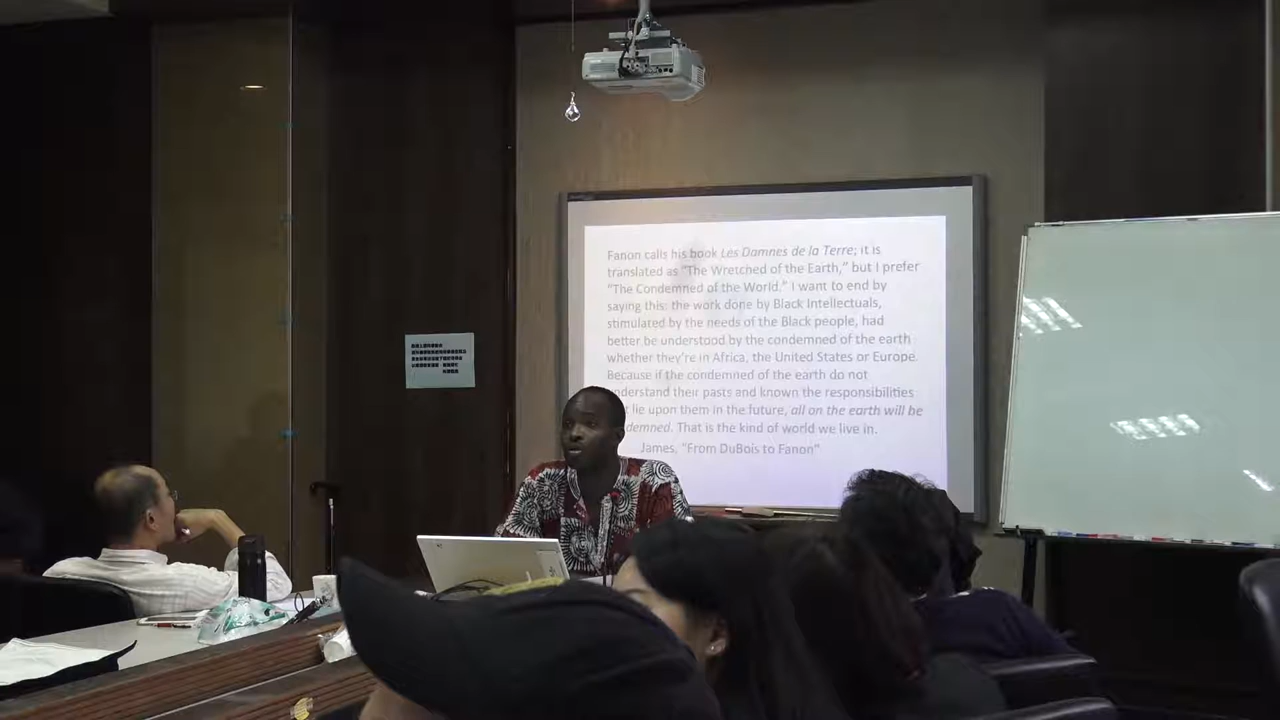 Fanon calls his book Les Damnes de la Terre; it is
translated as "The Wretched of the Earth," but I prefer
"The Condemned of the World." I want to end by
saying this: the work done by Black Intellectuals,
stimulated by the needs of the Black people, had
better be understood by the condemned of the earth
whether they're in Africa, the United States or Europe.
Because if the condemned of the earth do not
understand their pasts and known the responsibilities
lie upon them in the future, all on the earth will be
demned. That is the kind of world we live in.
James, "From DuBois to Fanon"